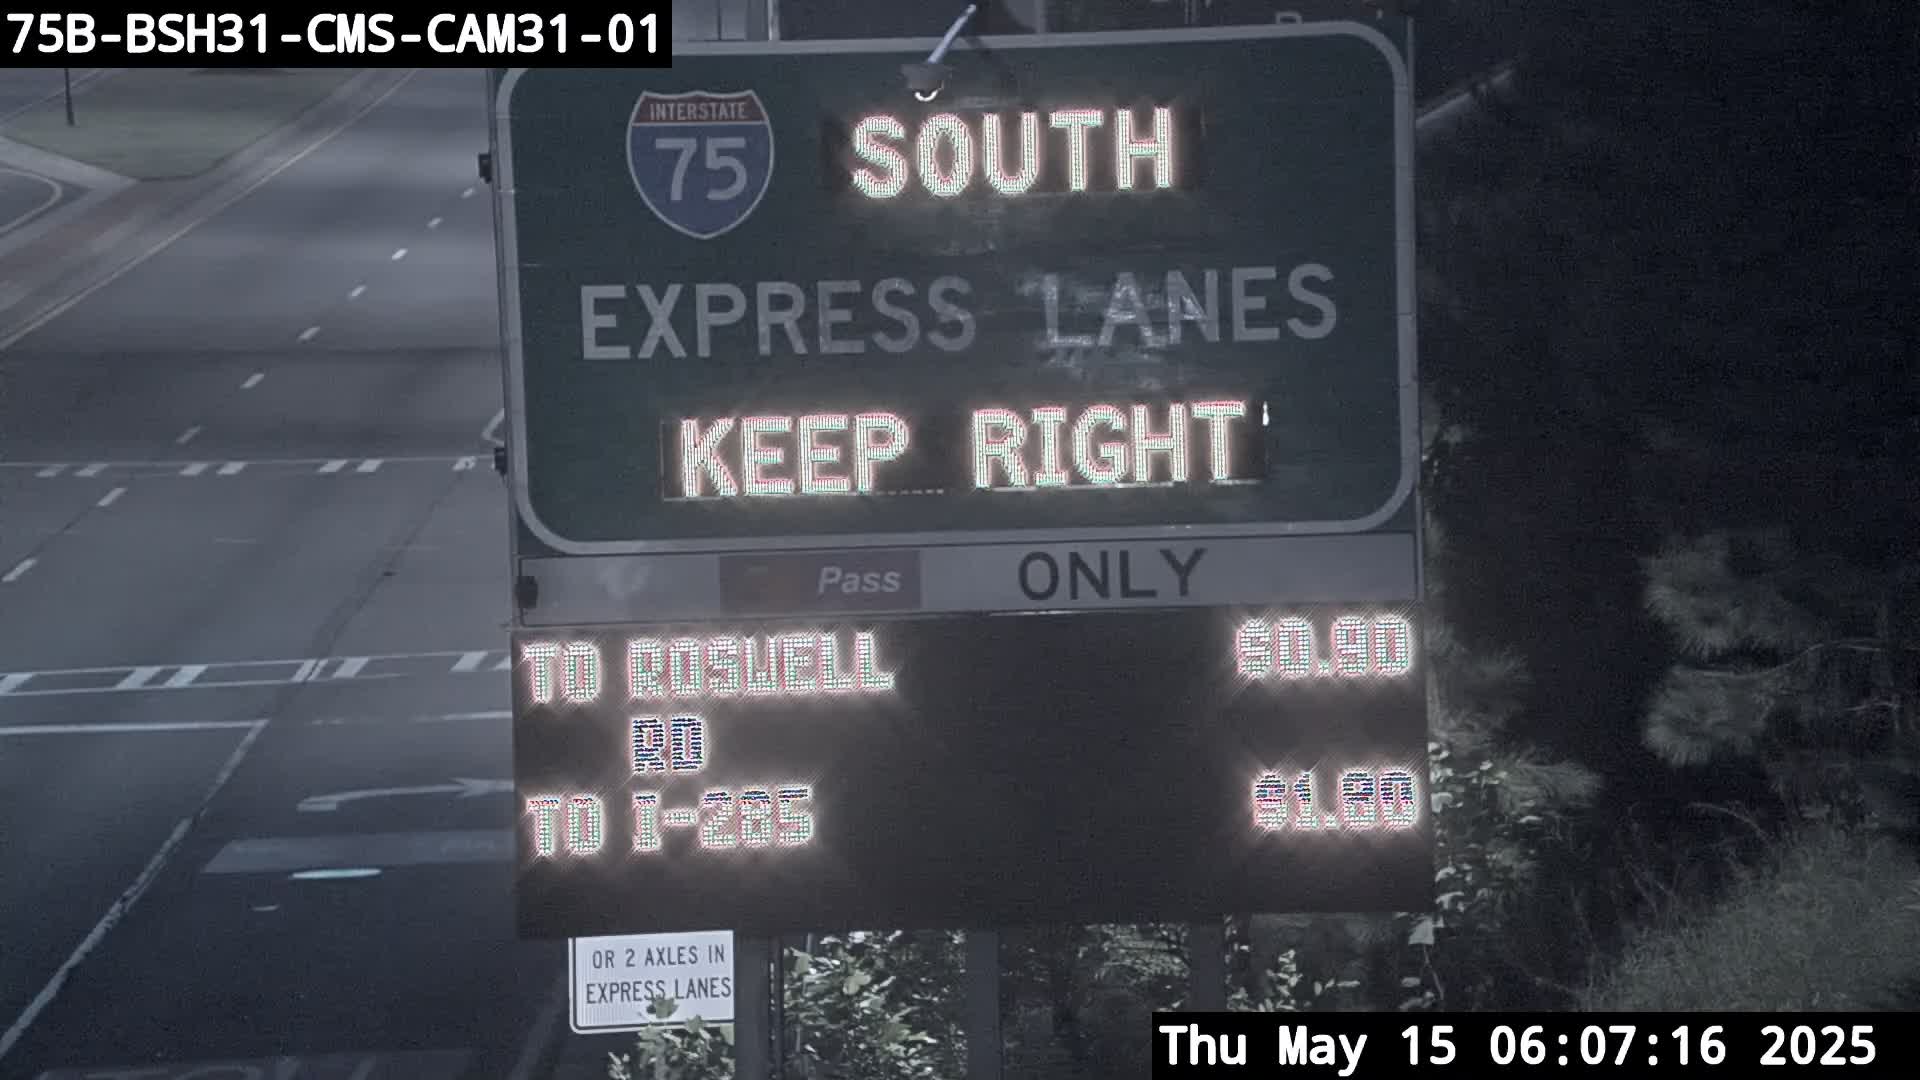 75B-BSH31-CMS-CAM31-01
INTERSTATE
75
SOUTH
EXPRESS LANES
KEEP RIGHT
Pass ONLY
TO ROSWELL $0.90
RD
TO I-285 $1.80
OR 2 AXLES IN
EXPRESS LANES
Thu May 15 06:07:16 2025